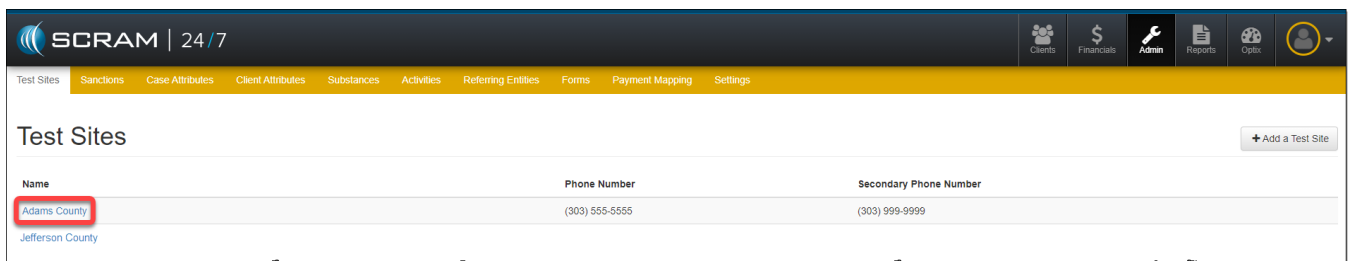 SCRAM | 24/7
Clients Financials Admin Reports Optix
Test Sites Sanctions Case Attributes Client Attributes Substances Activities Referring Entities Forms Payment Mapping Settings
Test Sites
+ Add a Test Site
Name Phone Number Secondary Phone Number
Adams County (303) 555-5555 (303) 999-9999
Jefferson County